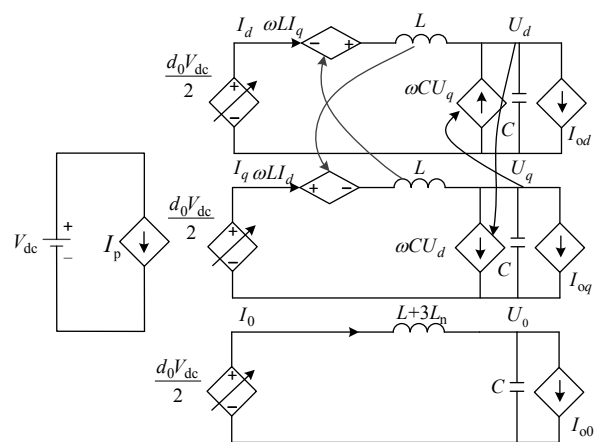 I_d ωLI_q L U_d
d_0V_dc/2 + − − + ωCU_q C I_od
I_q ωLI_d L U_q
d_0V_dc/2 + − + − ωCU_d C I_oq
V_dc + − I_p
I_0 L+3L_n U_0
d_0V_dc/2 + − C I_o0